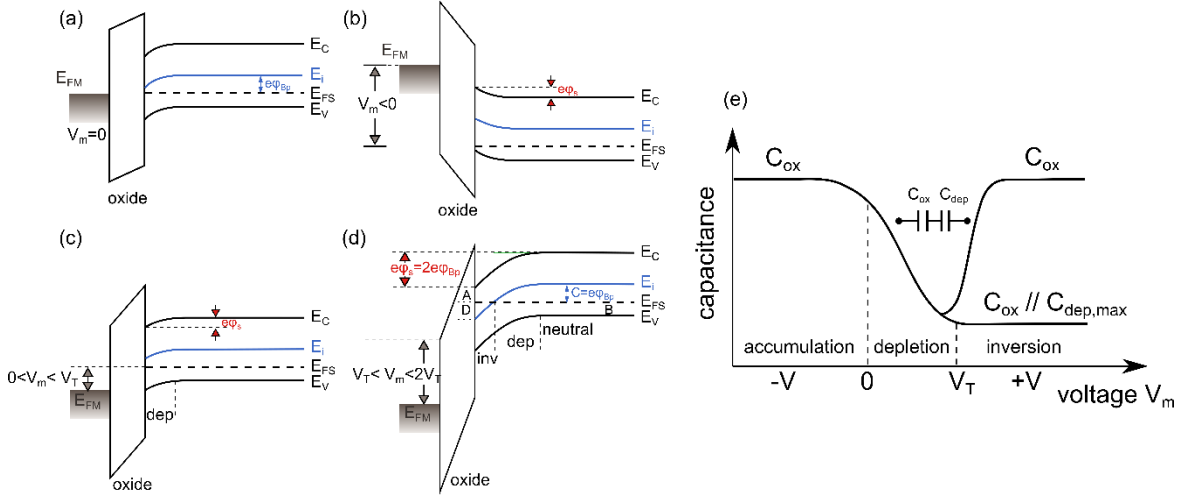 (a)
E_C
E_i
eφ_Bp
E_FM
E_FS
E_V
V_m=0
oxide
(b)
E_FM
V_m<0
eφ_s
E_C
E_i
E_FS
E_V
oxide
(c)
E_C
eφ_s
E_i
0<V_m< V_T
E_FS
E_FM
E_V
dep
oxide
(d)
E_C
eφ_s=2eφ_Bp
E_i
A
C=eφ_Bp
E_FS
D
B
E_V
neutral
dep
inv
V_T< V_m<2V_T
E_FM
oxide
(e)
C_ox
C_ox
C_ox C_dep
capacitance
C_ox // C_dep,max
accumulation
depletion
inversion
-V
0
V_T
+V
voltage V_m